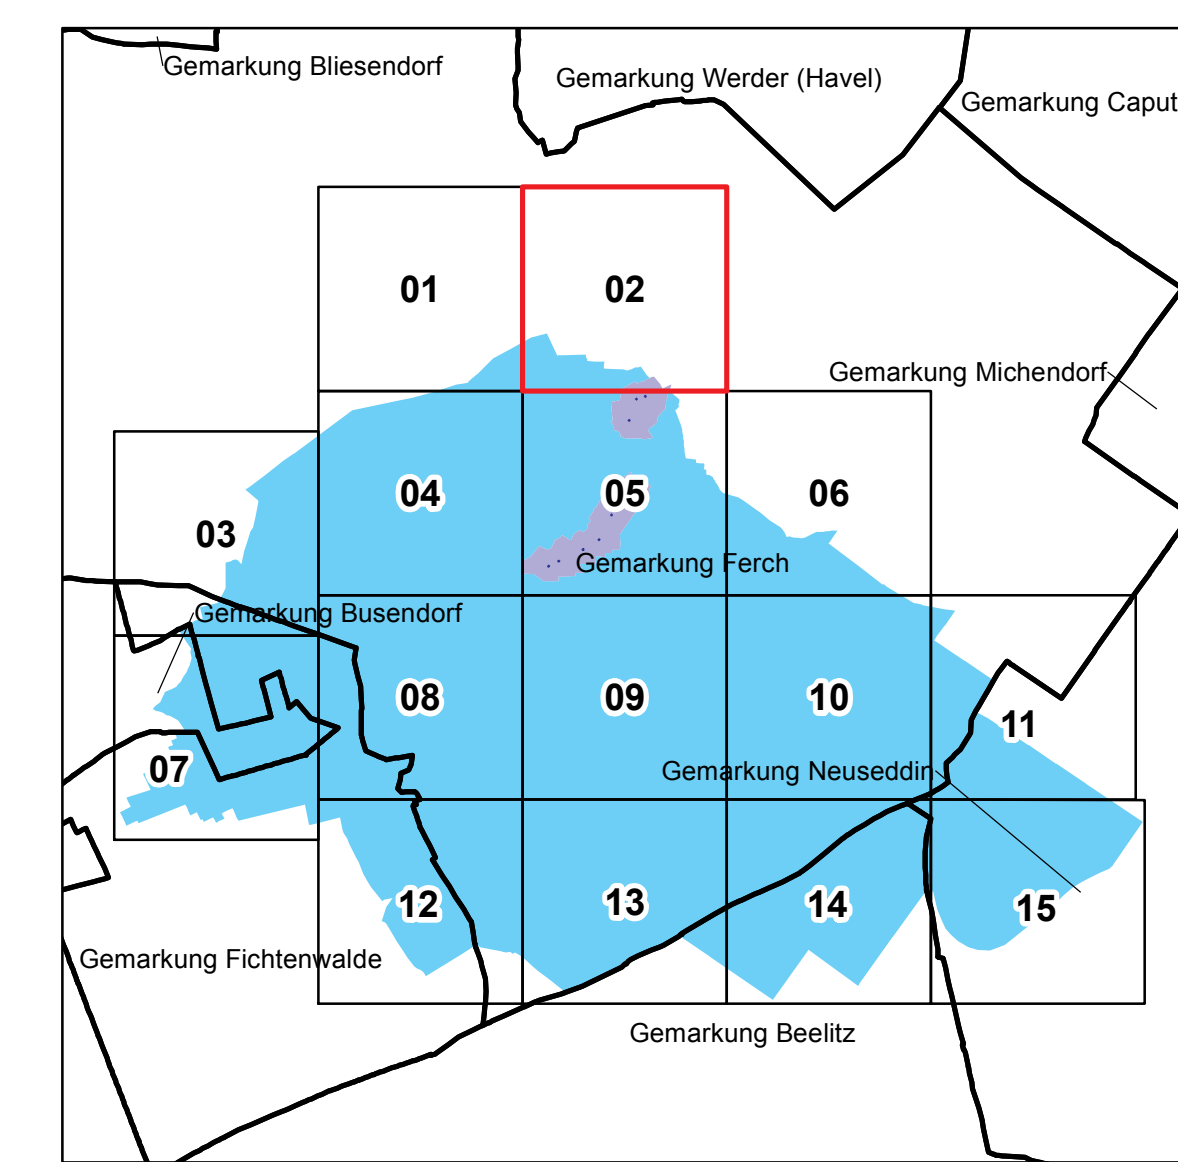 Gemarkung Bliesendorf
Gemarkung Werder (Havel)
Gemarkung Caput
01
02
Gemarkung Michendorf
04
05
06
03
Gemarkung Ferch
Gemarkung Busendorf
08
09
10
11
07
Gemarkung Neuseddin
12
13
14
15
Gemarkung Fichtenwalde
Gemarkung Beelitz